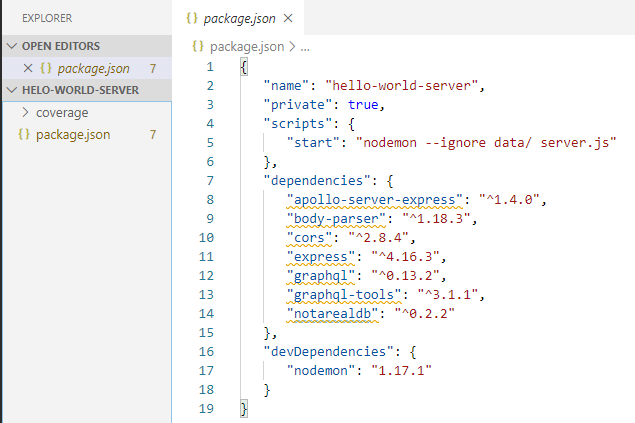 EXPLORER
OPEN EDITORS
package.json 7
HELO-WORLD-SERVER
coverage
package.json 7
package.json
package.json > ...
1 {
2 "name": "hello-world-server",
3 "private": true,
4 "scripts": {
5 "start": "nodemon --ignore data/ server.js"
6 },
7 "dependencies": {
8 "apollo-server-express": "^1.4.0",
9 "body-parser": "^1.18.3",
10 "cors": "^2.8.4",
11 "express": "^4.16.3",
12 "graphql": "^0.13.2",
13 "graphql-tools": "^3.1.1",
14 "notarealdb": "^0.2.2"
15 },
16 "devDependencies": {
17 "nodemon": "1.17.1"
18 }
19 }